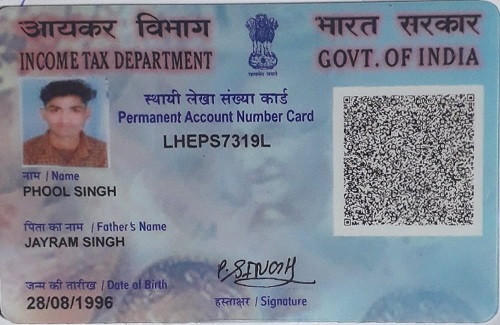 आयकर विभाग
INCOME TAX DEPARTMENT
भारत सरकार
GOVT. OF INDIA
सत्यमेव जयते
स्थायी लेखा संख्या कार्ड
Permanent Account Number Card
LHEPS7319L
नाम / Name
PHOOL SINGH
पिता का नाम / Father's Name
JAYRAM SINGH
जन्म की तारीख / Date of Birth
28/08/1996
P. SINGH
हस्ताक्षर / Signature